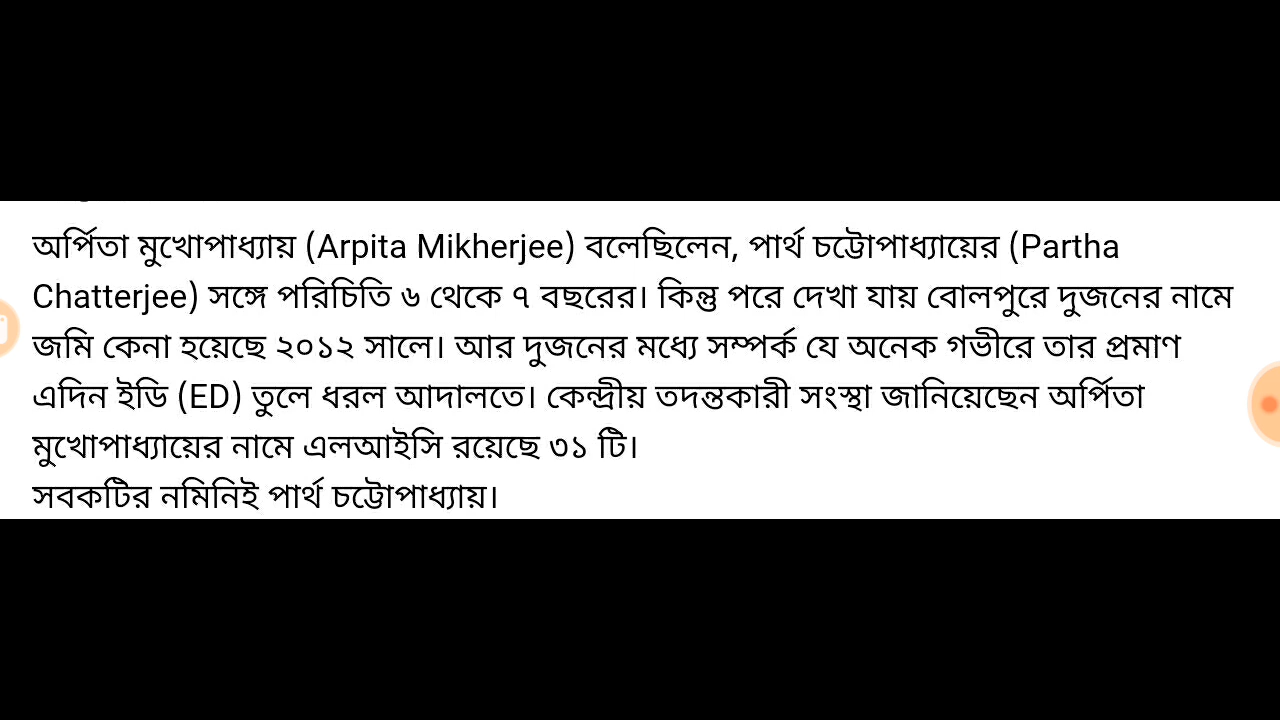 অর্পিতা মুখোপাধ্যায় (Arpita Mikherjee) বলেছিলেন, পার্থ চট্টোপাধ্যায়ের (Partha
Chatterjee) সঙ্গে পরিচিতি ৬ থেকে ৭ বছরের। কিন্তু পরে দেখা যায় বোলপুরে দুজনের নামে
জমি কেনা হয়েছে ২০১২ সালে। আর দুজনের মধ্যে সম্পর্ক যে অনেক গভীরে তার প্রমাণ
এদিন ইডি (ED) তুলে ধরল আদালতে। কেন্দ্রীয় তদন্তকারী সংস্থা জানিয়েছেন অর্পিতা
মুখোপাধ্যায়ের নামে এলআইসি রয়েছে ৩১ টি।
সবকটির নমিনিই পার্থ চট্টোপাধ্যায়।